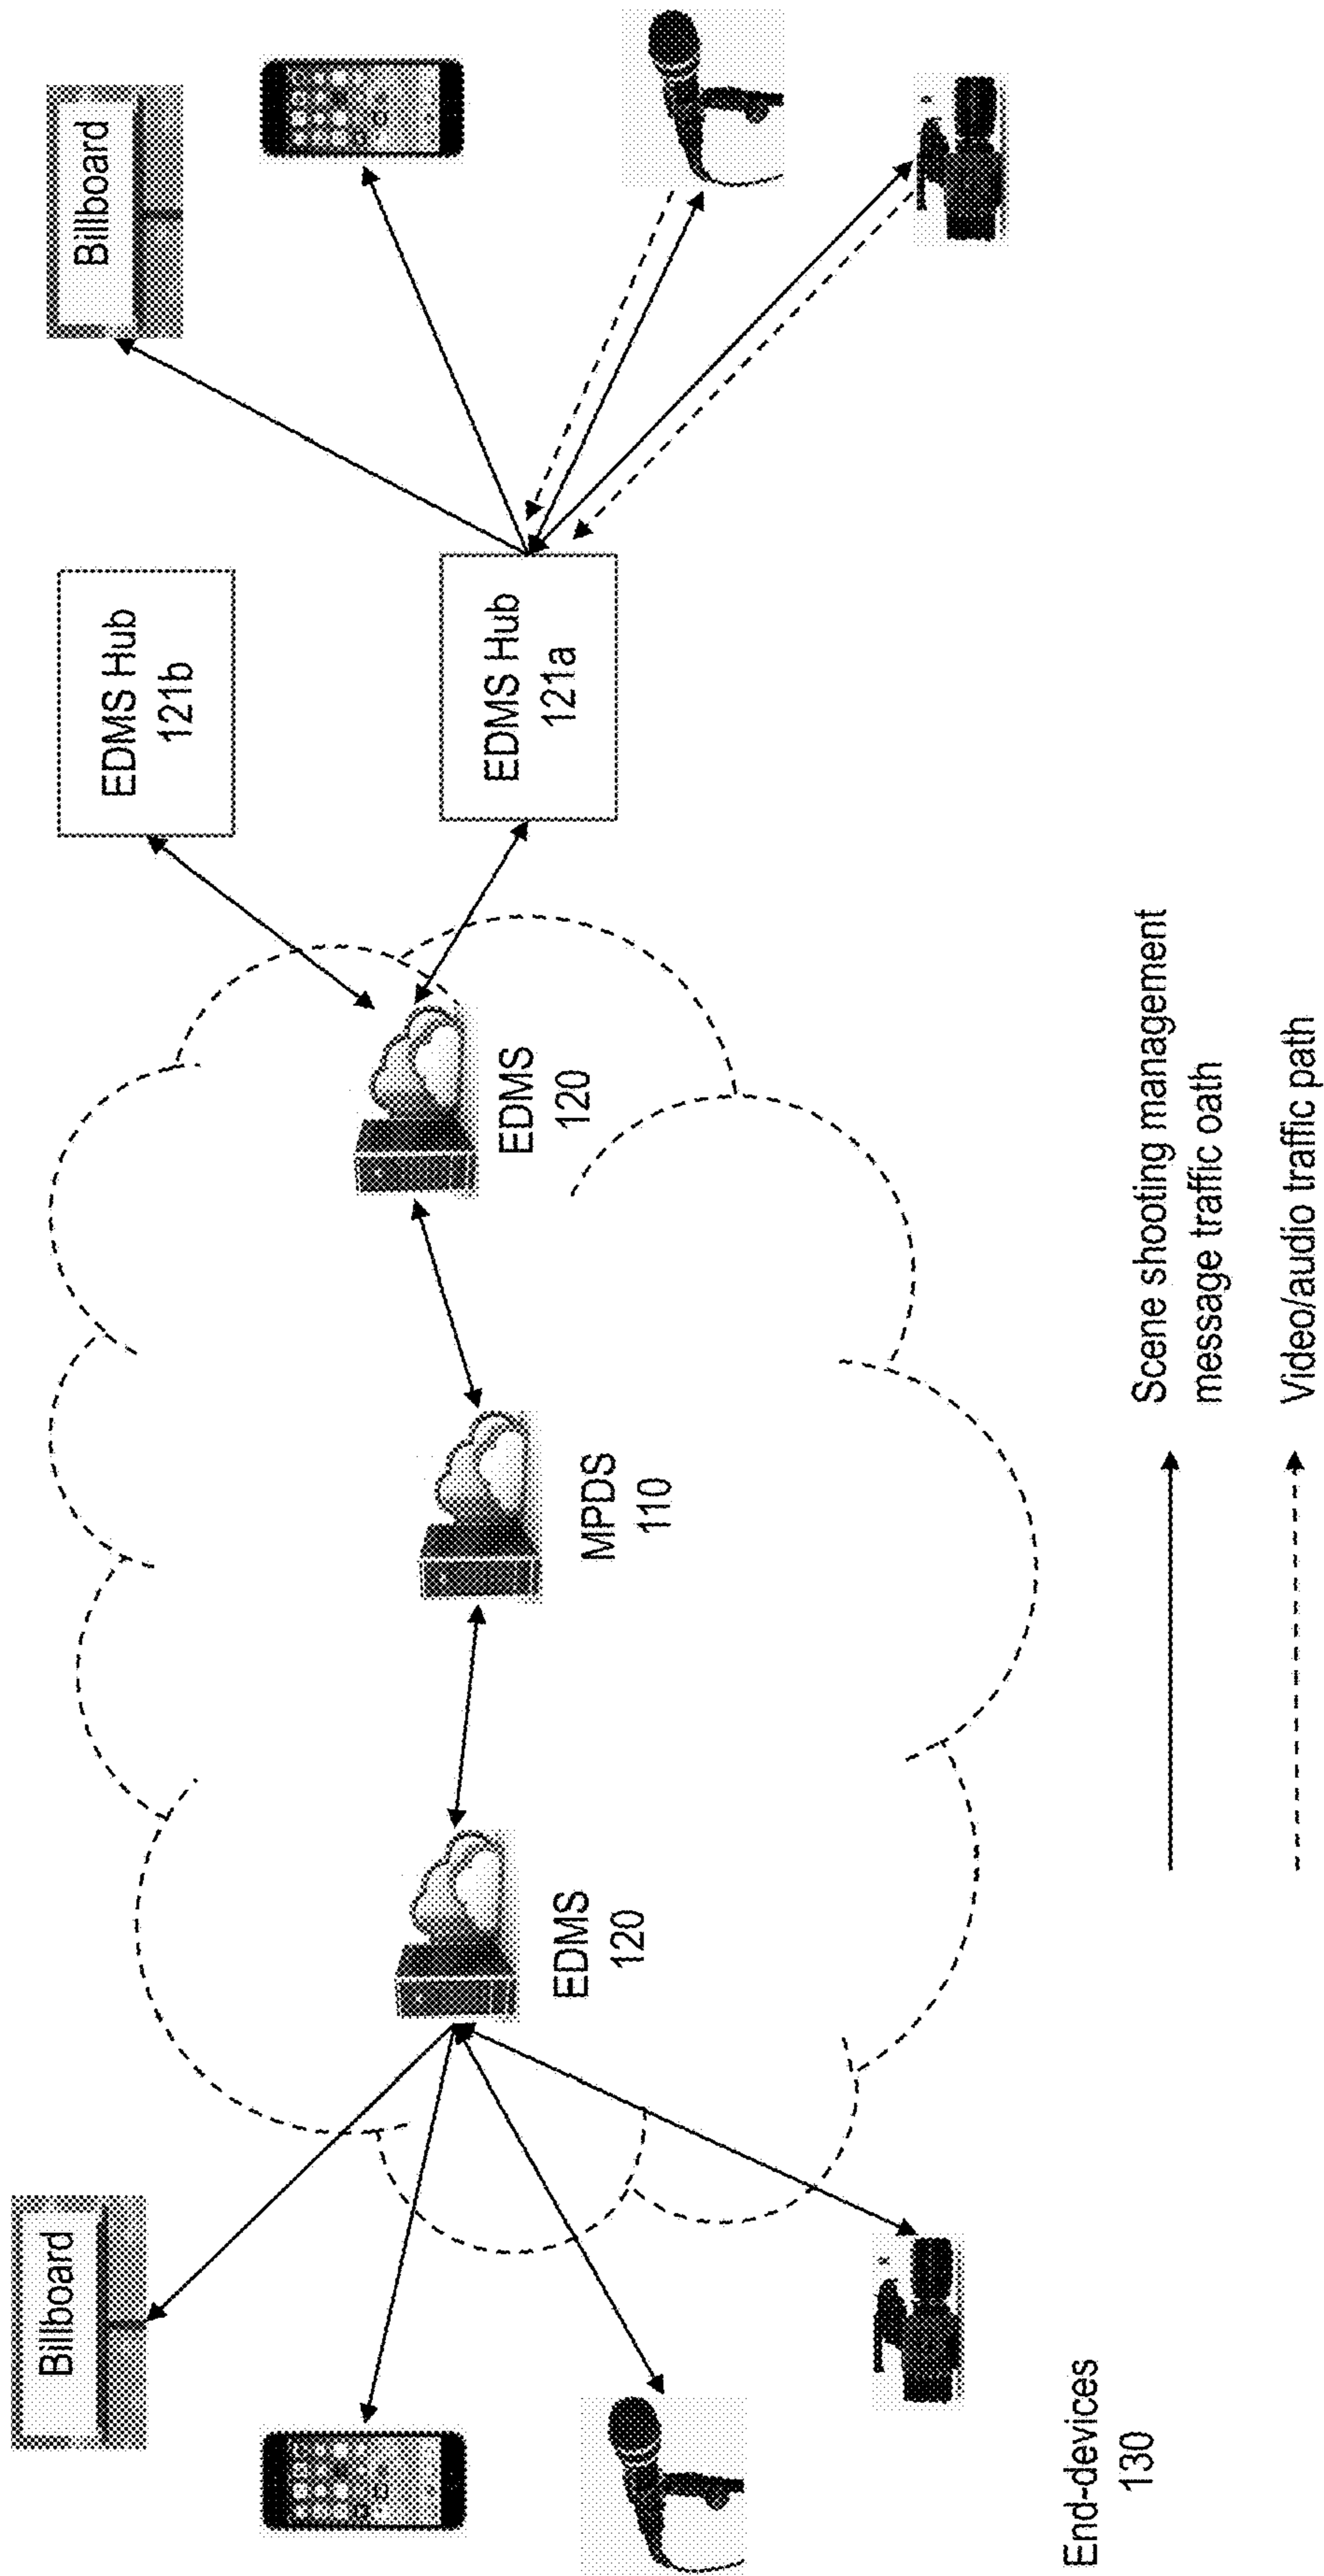 Billboard
Billboard
EDMS Hub
121b
EDMS Hub
121a
EDMS
120
MPDS
110
EDMS
120
End-devices
130
Scene shooting management
message traffic oath
Video/audio traffic path